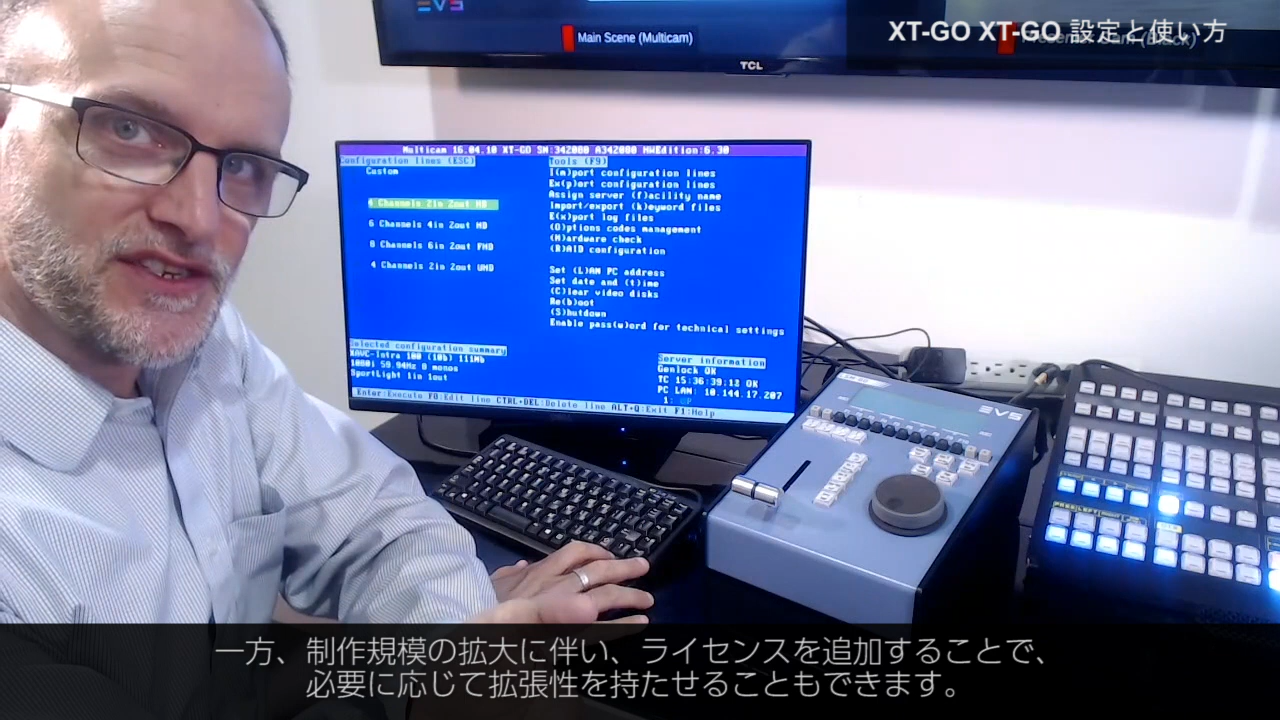 EVS
Main Scene (Multicam)
TCL
XT-GO XT-GO 設定と使い方
Multicam 16.04.10 XT-GO SN:342080 A342080 HWEdition:6.30
Configuration lines (ESC)
Custom
4 Channels 2in 2out HD
6 Channels 4in 2out HD
8 Channels 6in 2out FHD
4 Channels 2in 2out UHD
Tools (F9)
I(m)port configuration lines
Ex(p)ort configuration lines
Assign server (f)acility name
Import/export (k)eyword files
E(x)port log files
(O)ptions codes management
(H)ardware check
(R)AID configuration
Set (L)AN PC address
Set date and (t)ime
(C)lear video disks
Re(b)oot
(S)hutdown
Enable pass(w)ord for technical settings
Selected configuration summary
XAVC-Intra 100 (10b) 111Mb
1080i 59.94Hz 8 monos
SportLight 1in 1out
Server information
Genlock OK
TC 15:36:39:12 OK
PC LAN: 10.144.17.207
Enter:Execute F8:Edit line CTRL+DEL:Delete line ALT+Q:Exit F1:Help
EVS
一方、制作規模の拡大に伴い、ライセンスを追加することで、
必要に応じて拡張性を持たせることもできます。